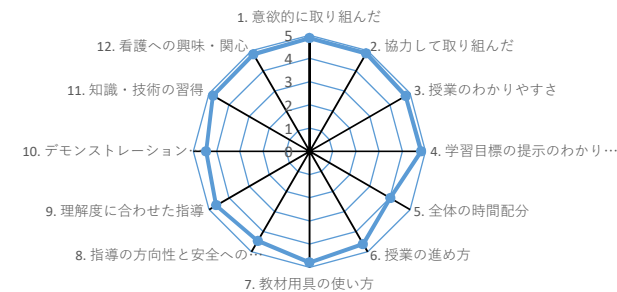 1. 意欲的に取り組んだ
2. 協力して取り組んだ
3. 授業のわかりやすさ
4. 学習目標の提示のわかり…
5. 全体の時間配分
6. 授業の進め方
7. 教材用具の使い方
8. 指導の方向性と安全への…
9. 理解度に合わせた指導
10. デモンストレーション…
11. 知識・技術の習得
12. 看護への興味・関心
5
4
3
2
1
0